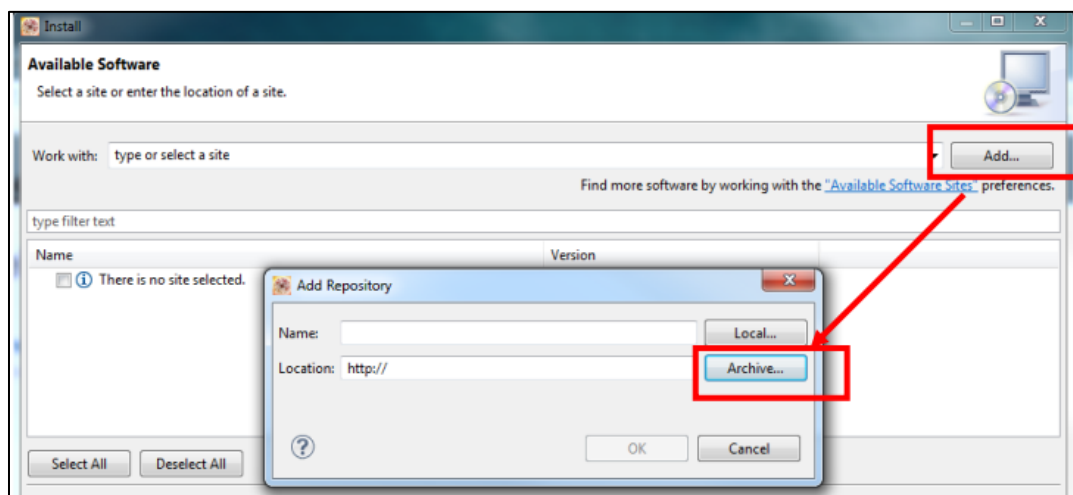 Install
Available Software
Select a site or enter the location of a site.
Work with: type or select a site Add...
Find more software by working with the "Available Software Sites" preferences.
type filter text
Name Version
There is no site selected.
Add Repository
Name: Local...
Location: http:// Archive...
OK Cancel
Select All Deselect All